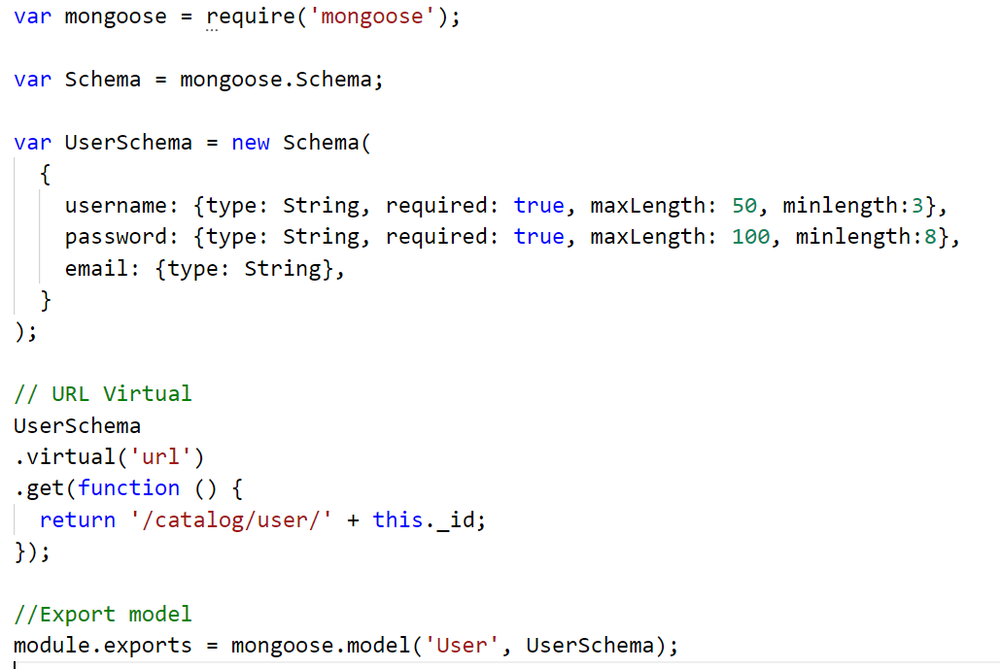 var mongoose = require('mongoose');
var Schema = mongoose.Schema;
var UserSchema = new Schema(
  {
    username: {type: String, required: true, maxLength: 50, minlength:3},
    password: {type: String, required: true, maxLength: 100, minlength:8},
    email: {type: String},
  }
);
// URL Virtual
UserSchema
.virtual('url')
.get(function () {
  return '/catalog/user/' + this._id;
});
//Export model
module.exports = mongoose.model('User', UserSchema);